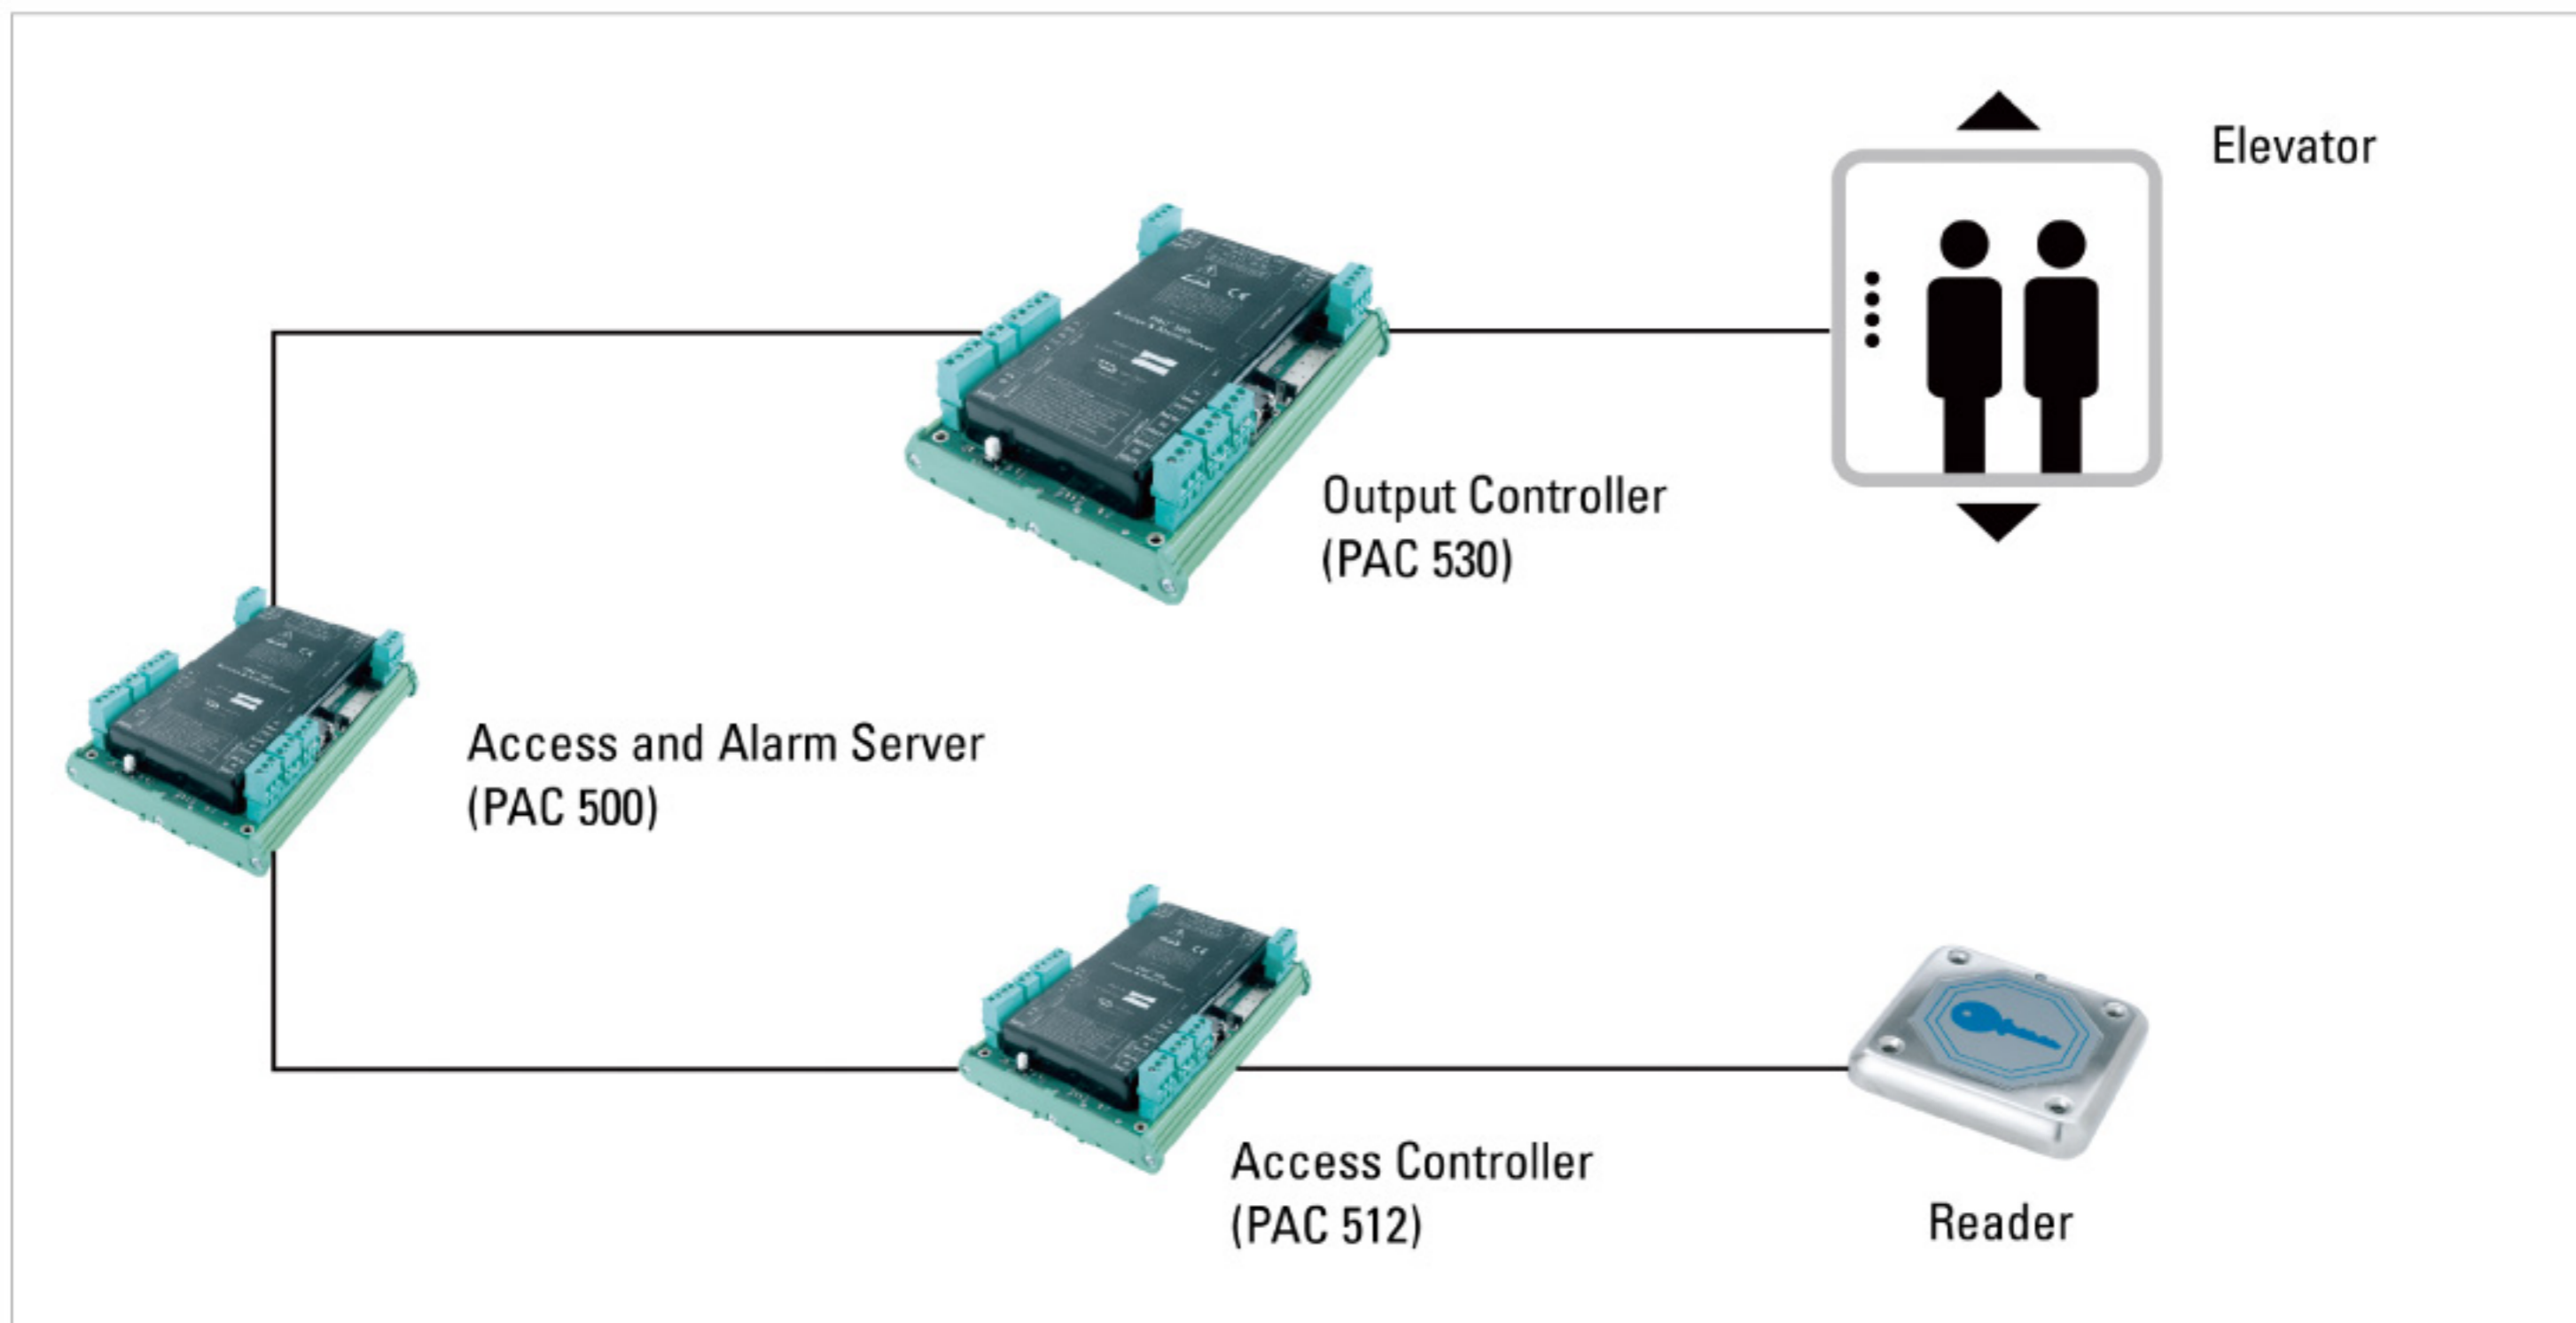 Elevator
Output Controller
(PAC 530)
Access and Alarm Server
(PAC 500)
Access Controller
(PAC 512)
Reader